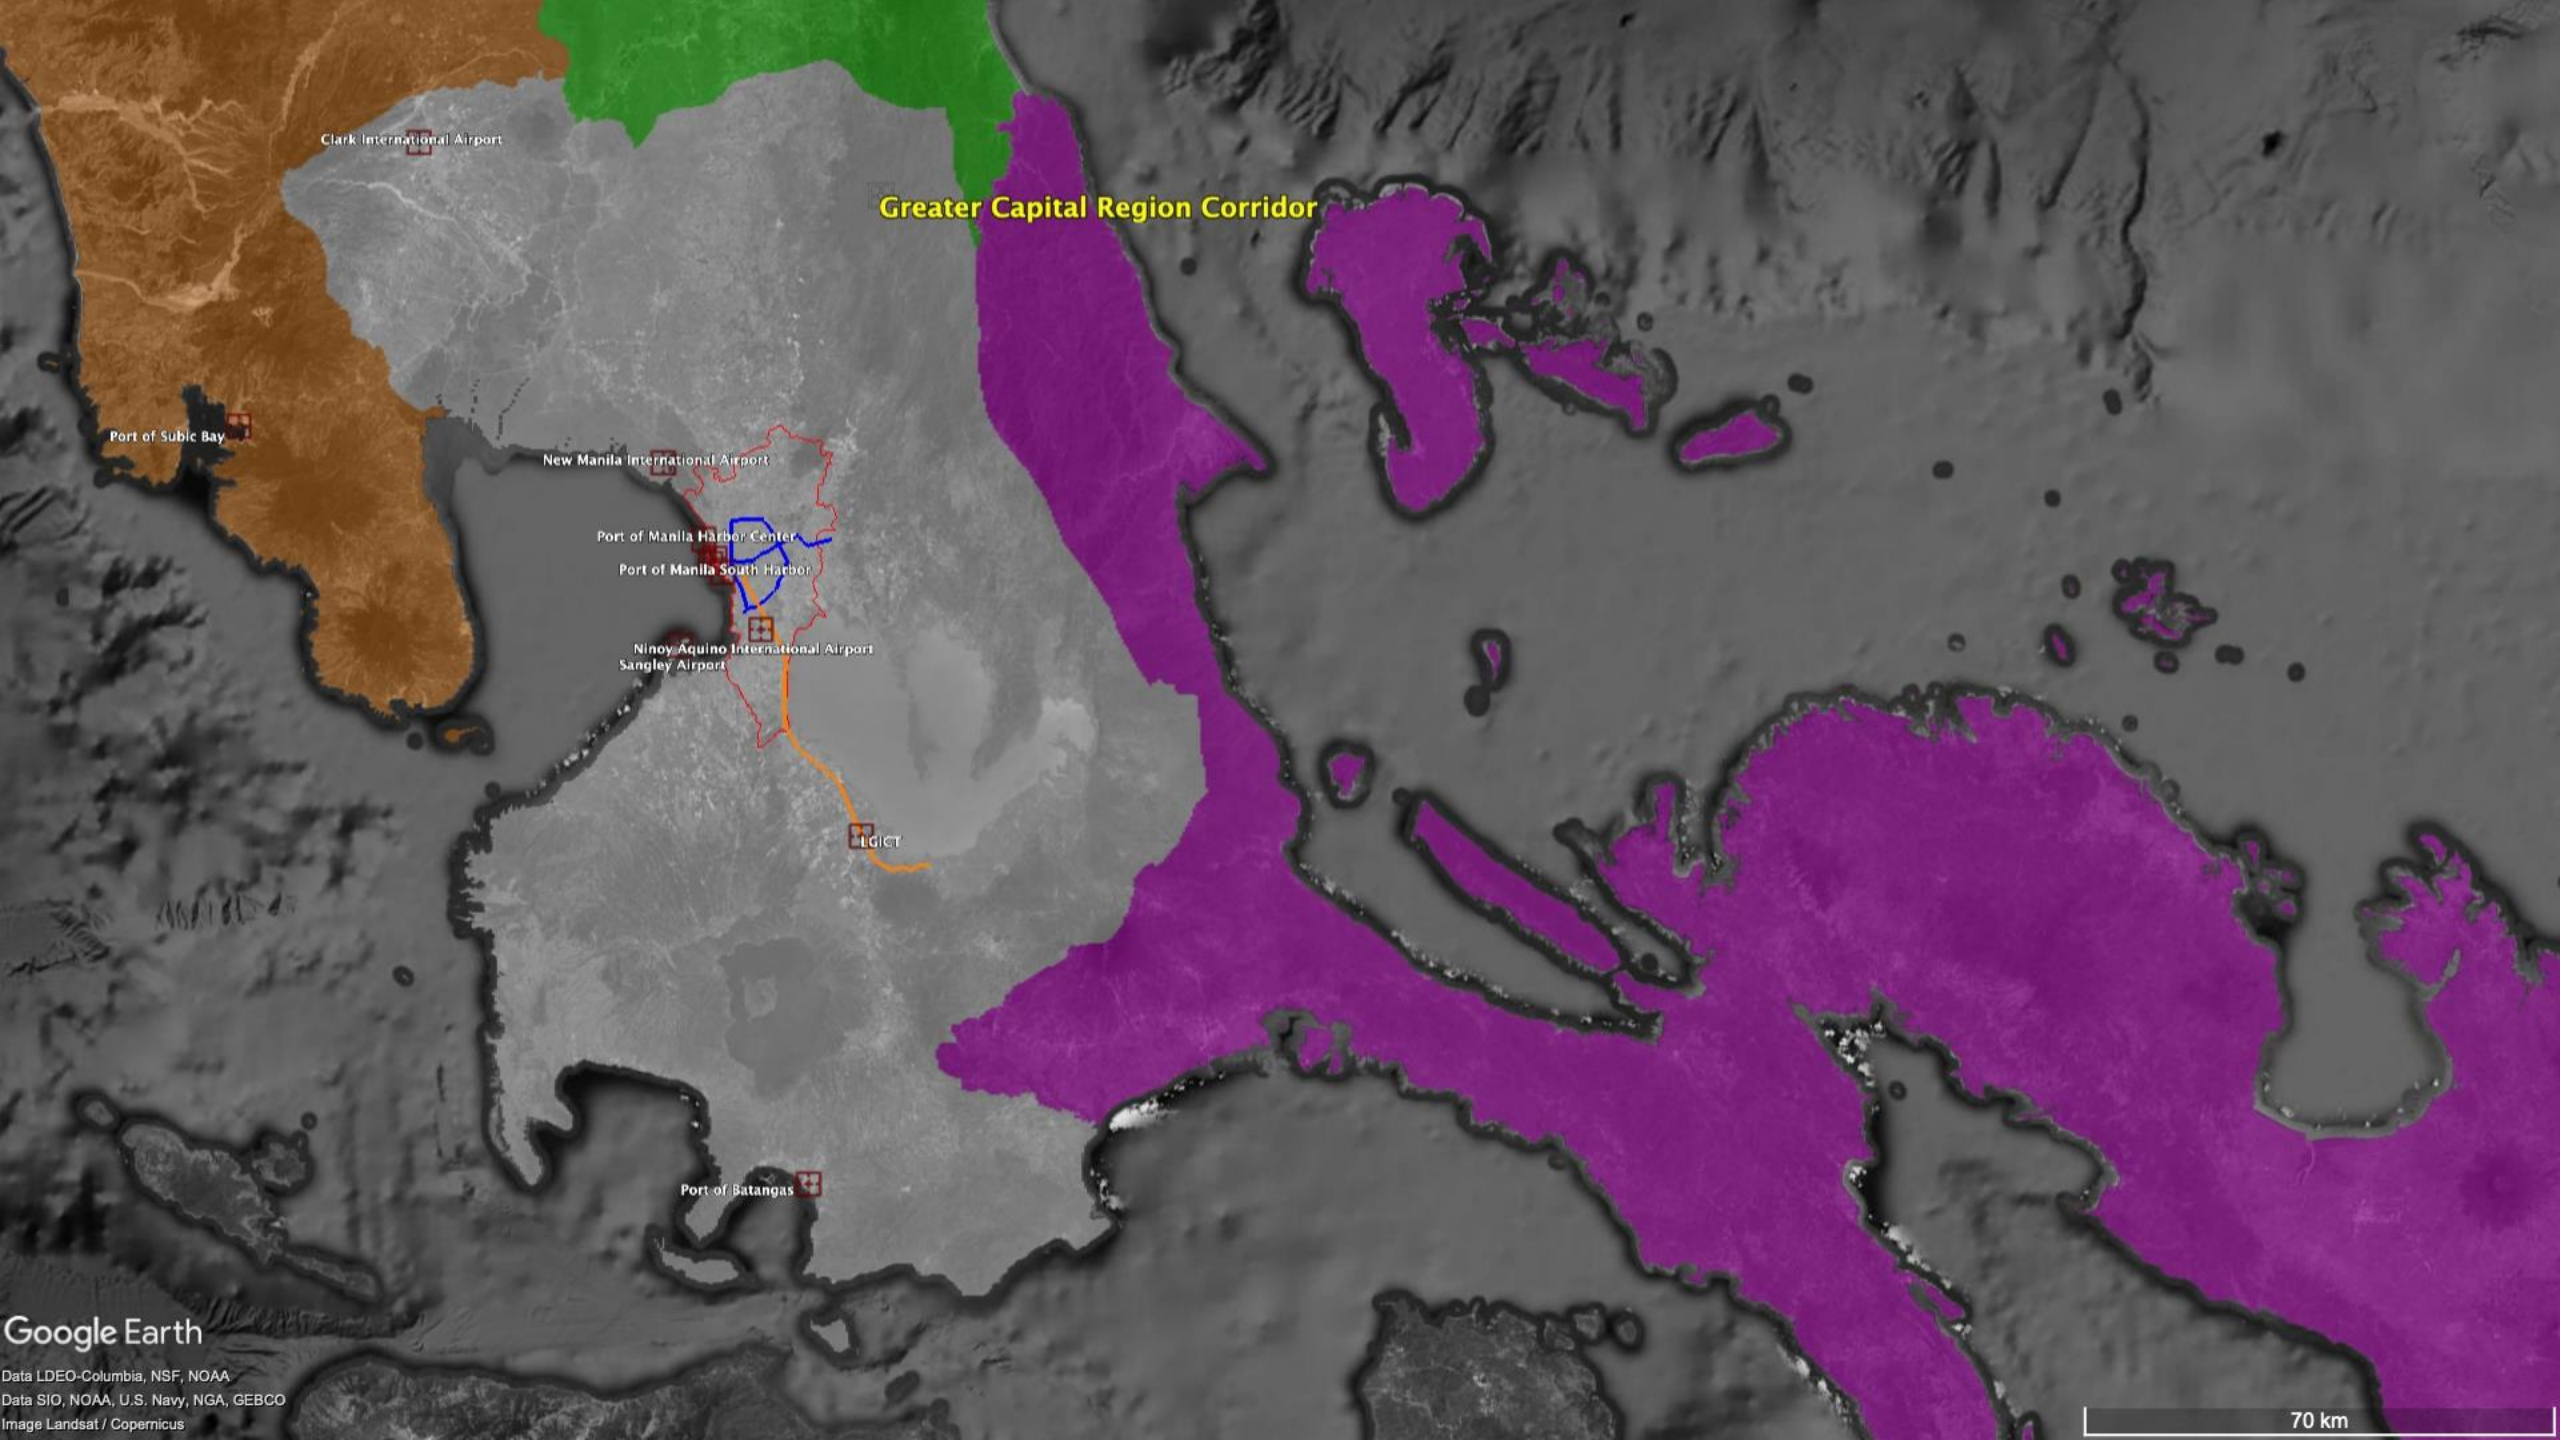 Clark International Airport
Greater Capital Region Corridor
Port of Subic Bay
New Manila International Airport
Port of Manila Harbor Center
Port of Manila South Harbor
Ninoy Aquino International Airport
Sangley Airport
LGICT
Port of Batangas
Google Earth
Data LDEO-Columbia, NSF, NOAA
Data SIO, NOAA, U.S. Navy, NGA, GEBCO
Image Landsat / Copernicus
70 km